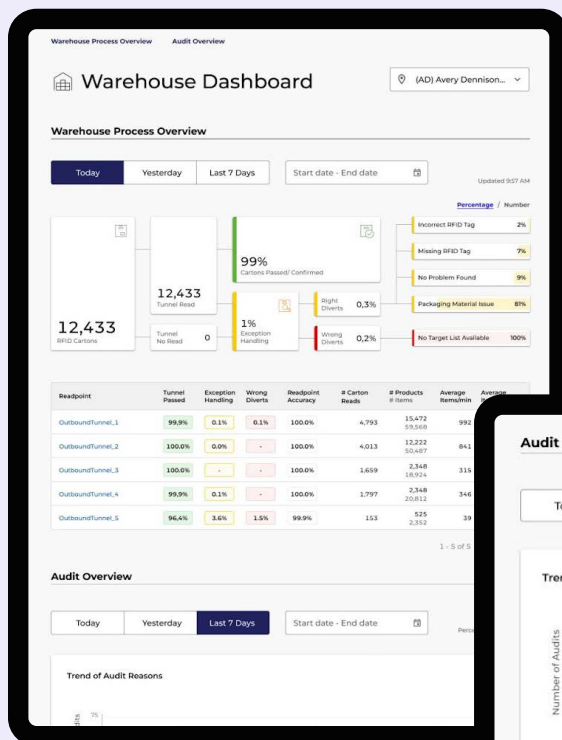 Warehouse Process Overview Audit Overview
Warehouse Dashboard
(AD) Avery Dennison...
Warehouse Process Overview
Today Yesterday Last 7 Days Start date - End date
Updated 9:57 AM
Percentage / Number
12,433
RFID Cartons
12,433
Tunnel Read
Tunnel No Read 0
99%
Cartons Passed/ Confirmed
1%
Exception Handling
Right Diverts 0,3%
Wrong Diverts 0,2%
Incorrect RFID Tag 2%
Missing RFID Tag 7%
No Problem Found 9%
Packaging Material Issue 81%
No Target List Available 100%
Readpoint Tunnel Passed Exception Handling Wrong Diverts Readpoint Accuracy # Carton Reads # Products # Items Average Items/min Average
OutboundTunnel_1 99,9% 0.1% 0.1% 100.0% 4,793 15,472 59,568 992
OutboundTunnel_2 100.0% 0.0% - 100.0% 4,013 12,222 50,487 841
OutboundTunnel_3 100.0% - - 100.0% 1,659 2,348 18,924 315
OutboundTunnel_4 99,9% 0.1% - 100.0% 1,797 2,348 20,812 346
OutboundTunnel_5 96,4% 3.6% 1.5% 99.9% 153 525 2,352 39
1 - 5 of 5
Audit Overview
Today Yesterday Last 7 Days Start date - End date
Trend of Audit Reasons
75
Audit
Number of Audits